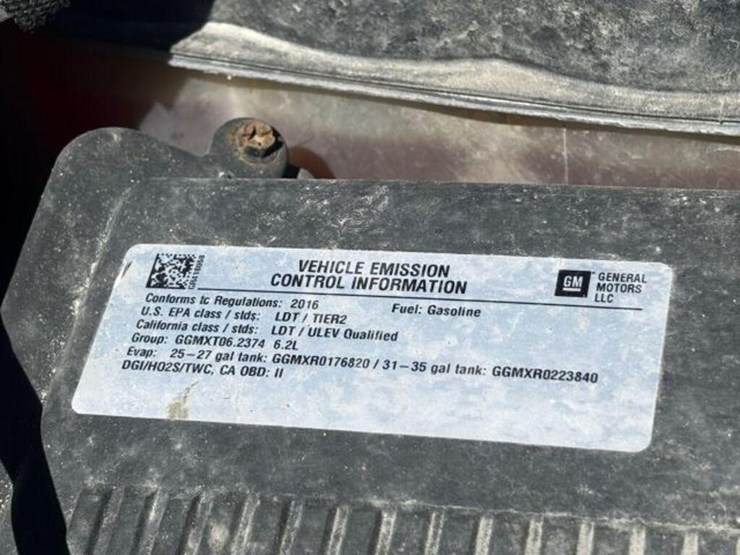 VEHICLE EMISSION
CONTROL INFORMATION
GM GENERAL
MOTORS
LLC
Conforms to Regulations: 2016 Fuel: Gasoline
U.S. EPA class / stds: LDT / TIER2
California class / stds: LDT / ULEV Qualified
Group: GGMXT06.2374 6.2L
Evap: 25-27 gal tank: GGMXR0176820 / 31-35 gal tank: GGMXR0223840
DGI/HO2S/TWC, CA OBD: II